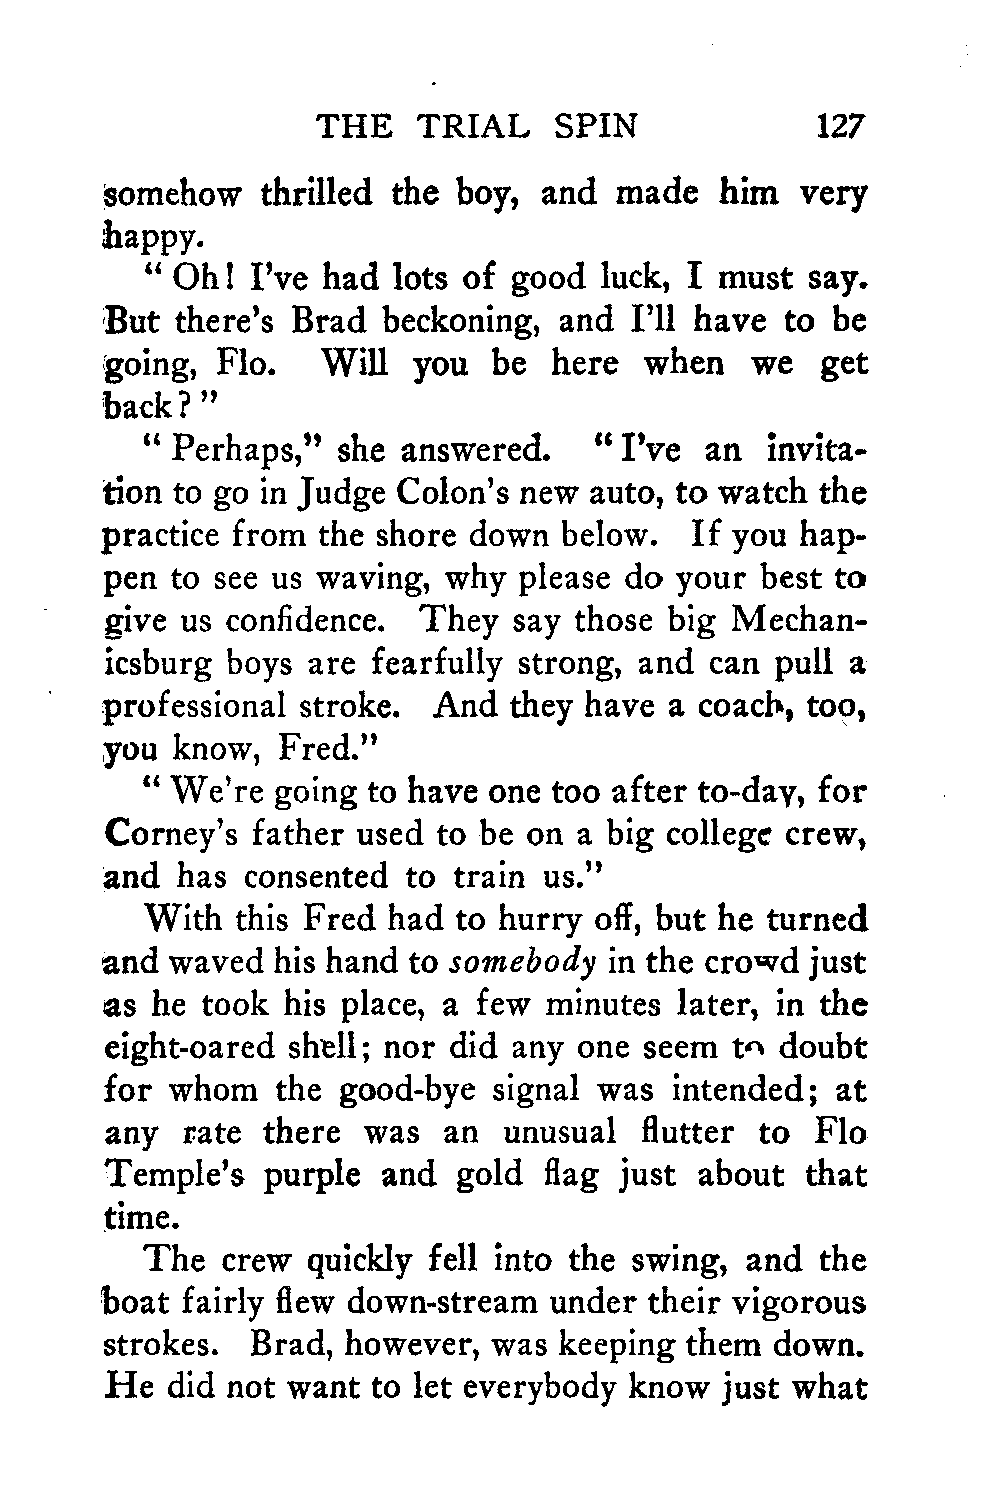 THE TRIAL SPIN 127
somehow thrilled the boy, and made him very
happy.
" Oh! I've had lots of good luck, I must say.
But there's Brad beckoning, and I'll have to be
going, Flo. Will you be here when we get
back? "
" Perhaps," she answered. " I've an invita-
tion to go in Judge Colon's new auto, to watch the
practice from the shore down below. If you hap-
pen to see us waving, why please do your best to
give us confidence. They say those big Mechan-
icsburg boys are fearfully strong, and can pull a
professional stroke. And they have a coach, too,
you know, Fred."
" We're going to have one too after to-day, for
Corney's father used to be on a big college crew,
and has consented to train us."
With this Fred had to hurry off, but he turned
and waved his hand to somebody in the crowd just
as he took his place, a few minutes later, in the
eight-oared shell; nor did any one seem to doubt
for whom the good-bye signal was intended; at
any rate there was an unusual flutter to Flo
Temple's purple and gold flag just about that
time.
The crew quickly fell into the swing, and the
boat fairly flew down-stream under their vigorous
strokes. Brad, however, was keeping them down.
He did not want to let everybody know just what